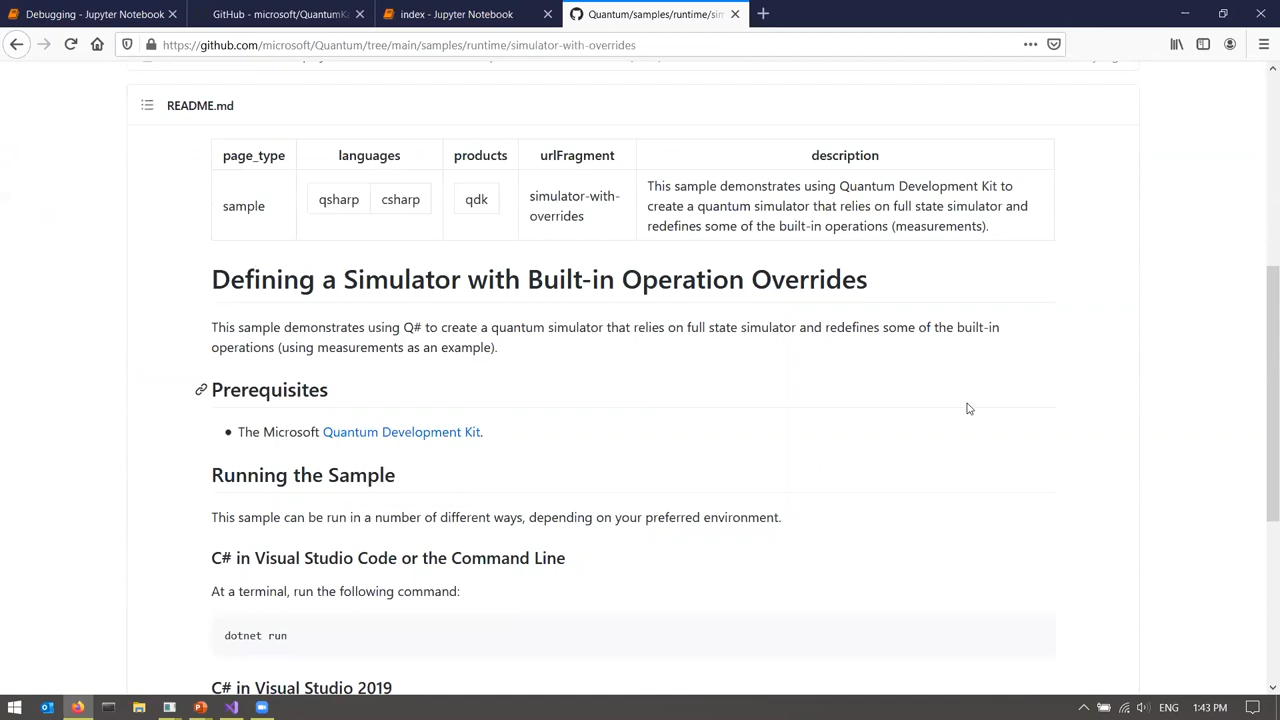 Debugging - Jupyter Notebook
GitHub - microsoft/QuantumKa
index - Jupyter Notebook
Quantum/samples/runtime/sim
https://github.com/microsoft/Quantum/tree/main/samples/runtime/simulator-with-overrides
README.md
page_type languages products urlFragment description
sample qsharp csharp qdk simulator-with-overrides This sample demonstrates using Quantum Development Kit to
create a quantum simulator that relies on full state simulator and
redefines some of the built-in operations (measurements).
Defining a Simulator with Built-in Operation Overrides
This sample demonstrates using Q# to create a quantum simulator that relies on full state simulator and redefines some of the built-in
operations (using measurements as an example).
Prerequisites
• The Microsoft Quantum Development Kit.
Running the Sample
This sample can be run in a number of different ways, depending on your preferred environment.
C# in Visual Studio Code or the Command Line
At a terminal, run the following command:
dotnet run
C# in Visual Studio 2019
ENG 1:43 PM